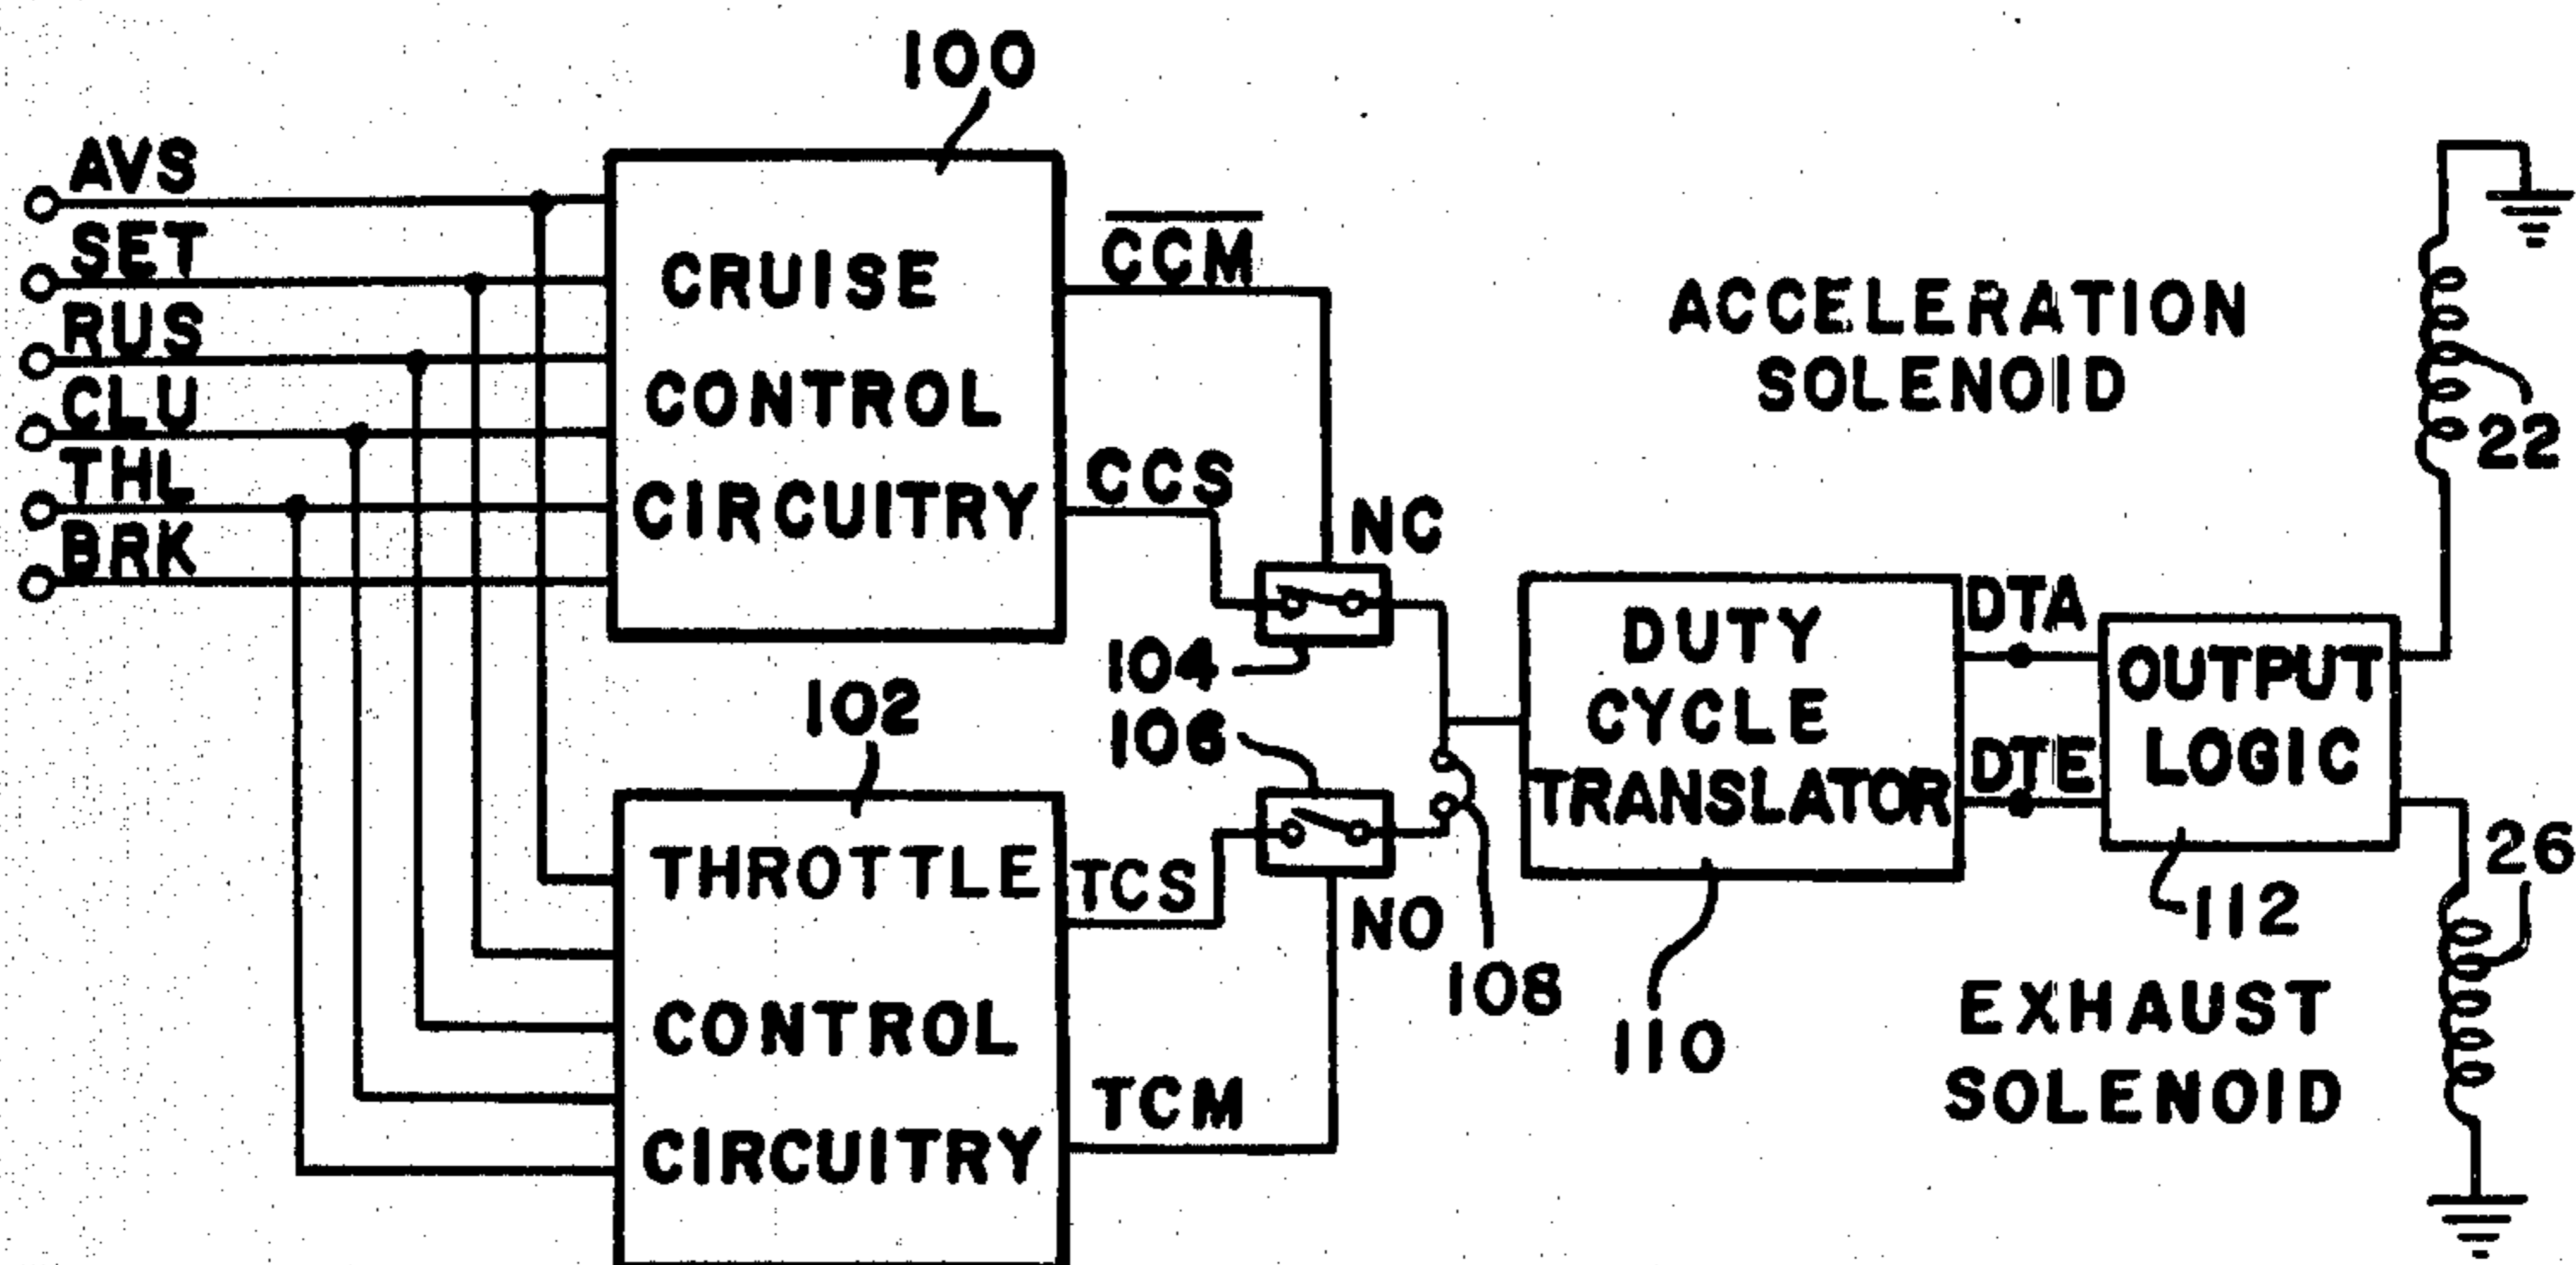 100
AVS
SET
RUS
CLU
THL
BRK
CRUISE
CONTROL
CIRCUITRY
C̅C̅M̅
CCS
NC
104
106
102
THROTTLE
CONTROL
CIRCUITRY
TCS
NO
TCM
108
DUTY
CYCLE
TRANSLATOR
110
DTA
DTE
OUTPUT
LOGIC
112
ACCELERATION
SOLENOID
22
26
EXHAUST
SOLENOID